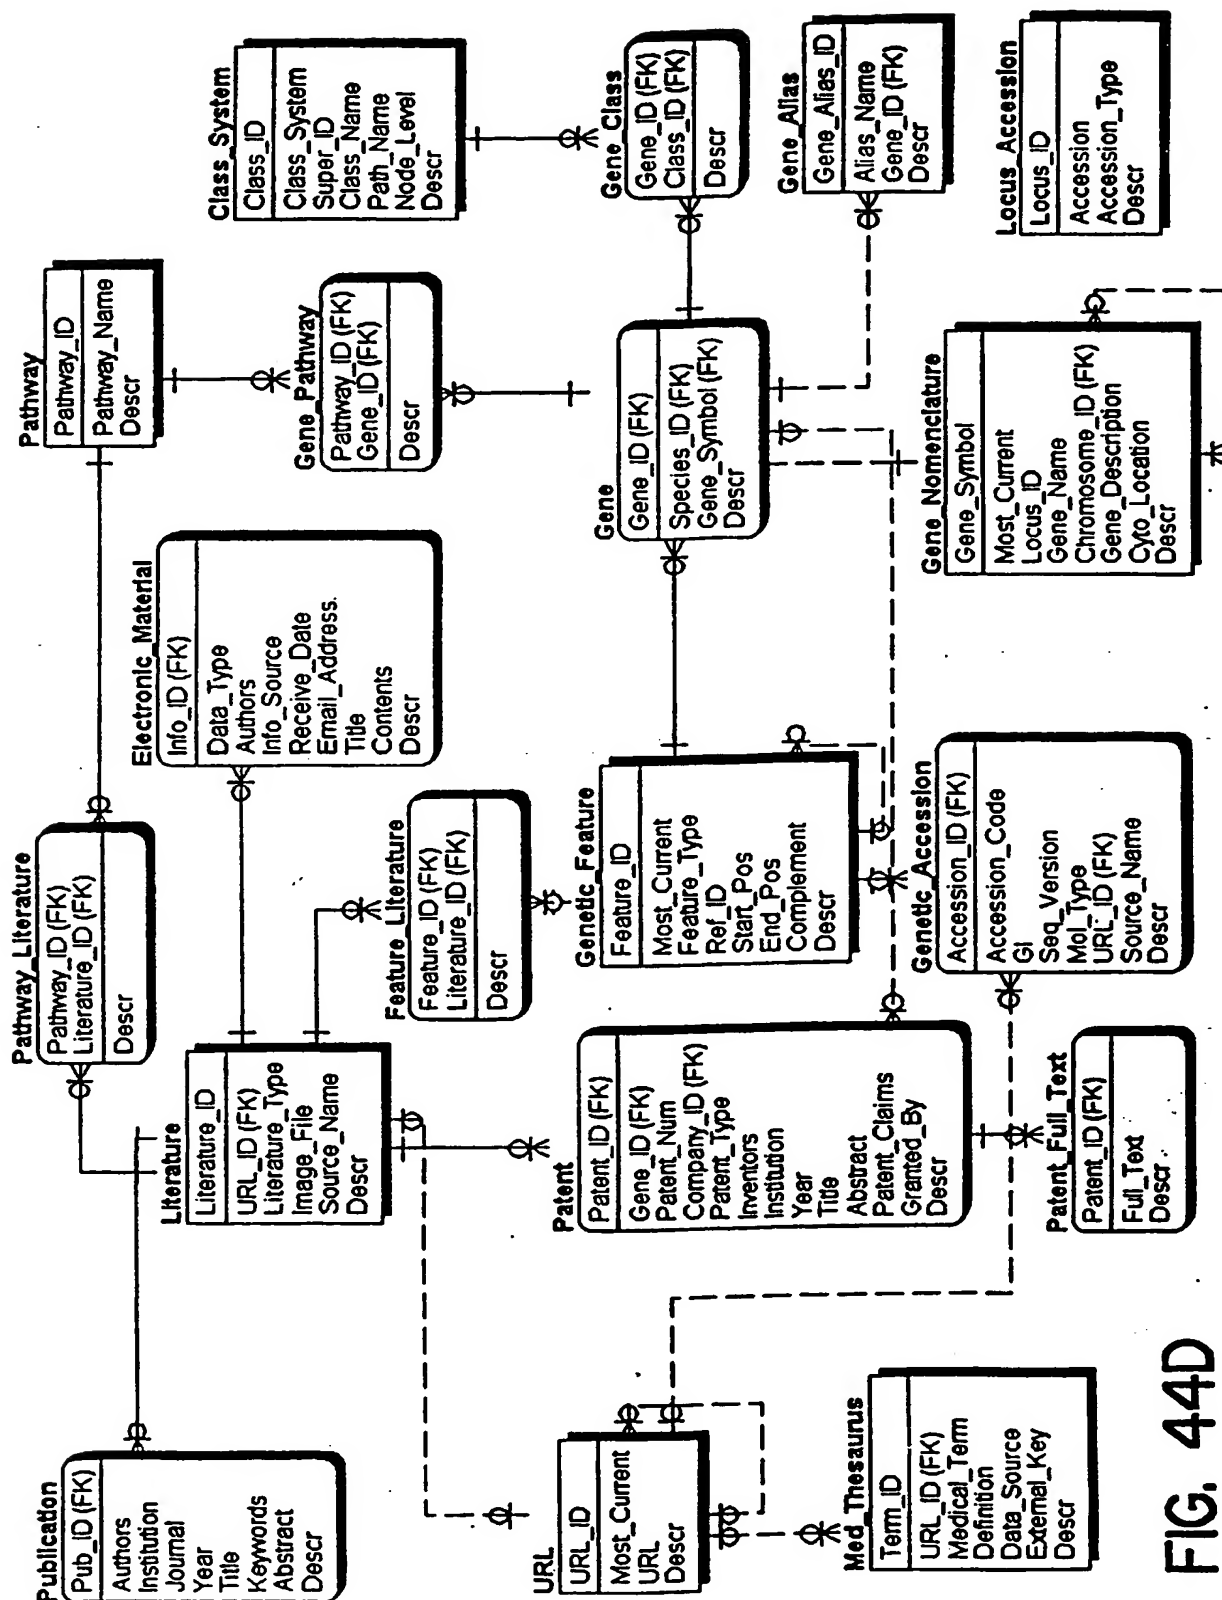 Publication
Pub_ID (FK)
Authors
Institution
Journal
Year
Title
Keywords
Abstract
Descr
Pathway_Literature
Pathway_ID (FK)
Literature_ID (FK)
Descr
Pathway
Pathway_ID
Pathway_Name
Descr
Literature
Literature_ID
URL_ID (FK)
Literature_Type
Image_File
Source_Name
Descr
Electronic_Material
Info_ID (FK)
Data_Type
Authors
Info_Source
Receive_Date
Email_Address.
Title
Contents
Descr
Gene_Pathway
Pathway_ID (FK)
Gene_ID (FK)
Descr
Class_System
Class_ID
Class_System
Super_ID
Class_Name
Path_Name
Node_Level
Descr
Feature_Literature
Feature_ID (FK)
Literature_ID (FK)
Descr
URL
URL_ID
Most_Current
URL
Descr
Patent
Patent_ID (FK)
Gene_ID (FK)
Patent_Num
Company_ID (FK)
Patent_Type
Inventors
Institution
Year
Title
Abstract
Patent_Claims
Granted_By
Descr
Genetic_Feature
Feature_ID
Most_Current
Feature_Type
Ref_ID
Start_Pos
End_Pos
Complement
Descr
Gene
Gene_ID (FK)
Species_ID (FK)
Gene_Symbol (FK)
Descr
Gene_Class
Gene_ID (FK)
Class_ID (FK)
Descr
Gene_Alias
Gene_Alias_ID
Alias_Name
Gene_ID (FK)
Descr
Med_Thesaurus
Term_ID
URL_ID (FK)
Medical_Term
Definition
Data_Source
External_Key
Descr
Patent_Full_Text
Patent_ID (FK)
Full_Text
Descr
Genetic_Accession
Accession_ID (FK)
Accession_Code
GI
Seq_Version
Mol_Type
URL_ID (FK)
Source_Name
Descr
Gene_Nomenclature
Gene_Symbol
Most_Current
Locus_ID
Gene_Name
Chromosome_ID (FK)
Gene_Description
Cyto_Location
Descr
Locus_Accession
Locus_ID
Accession
Accession_Type
Descr
FIG. 44D